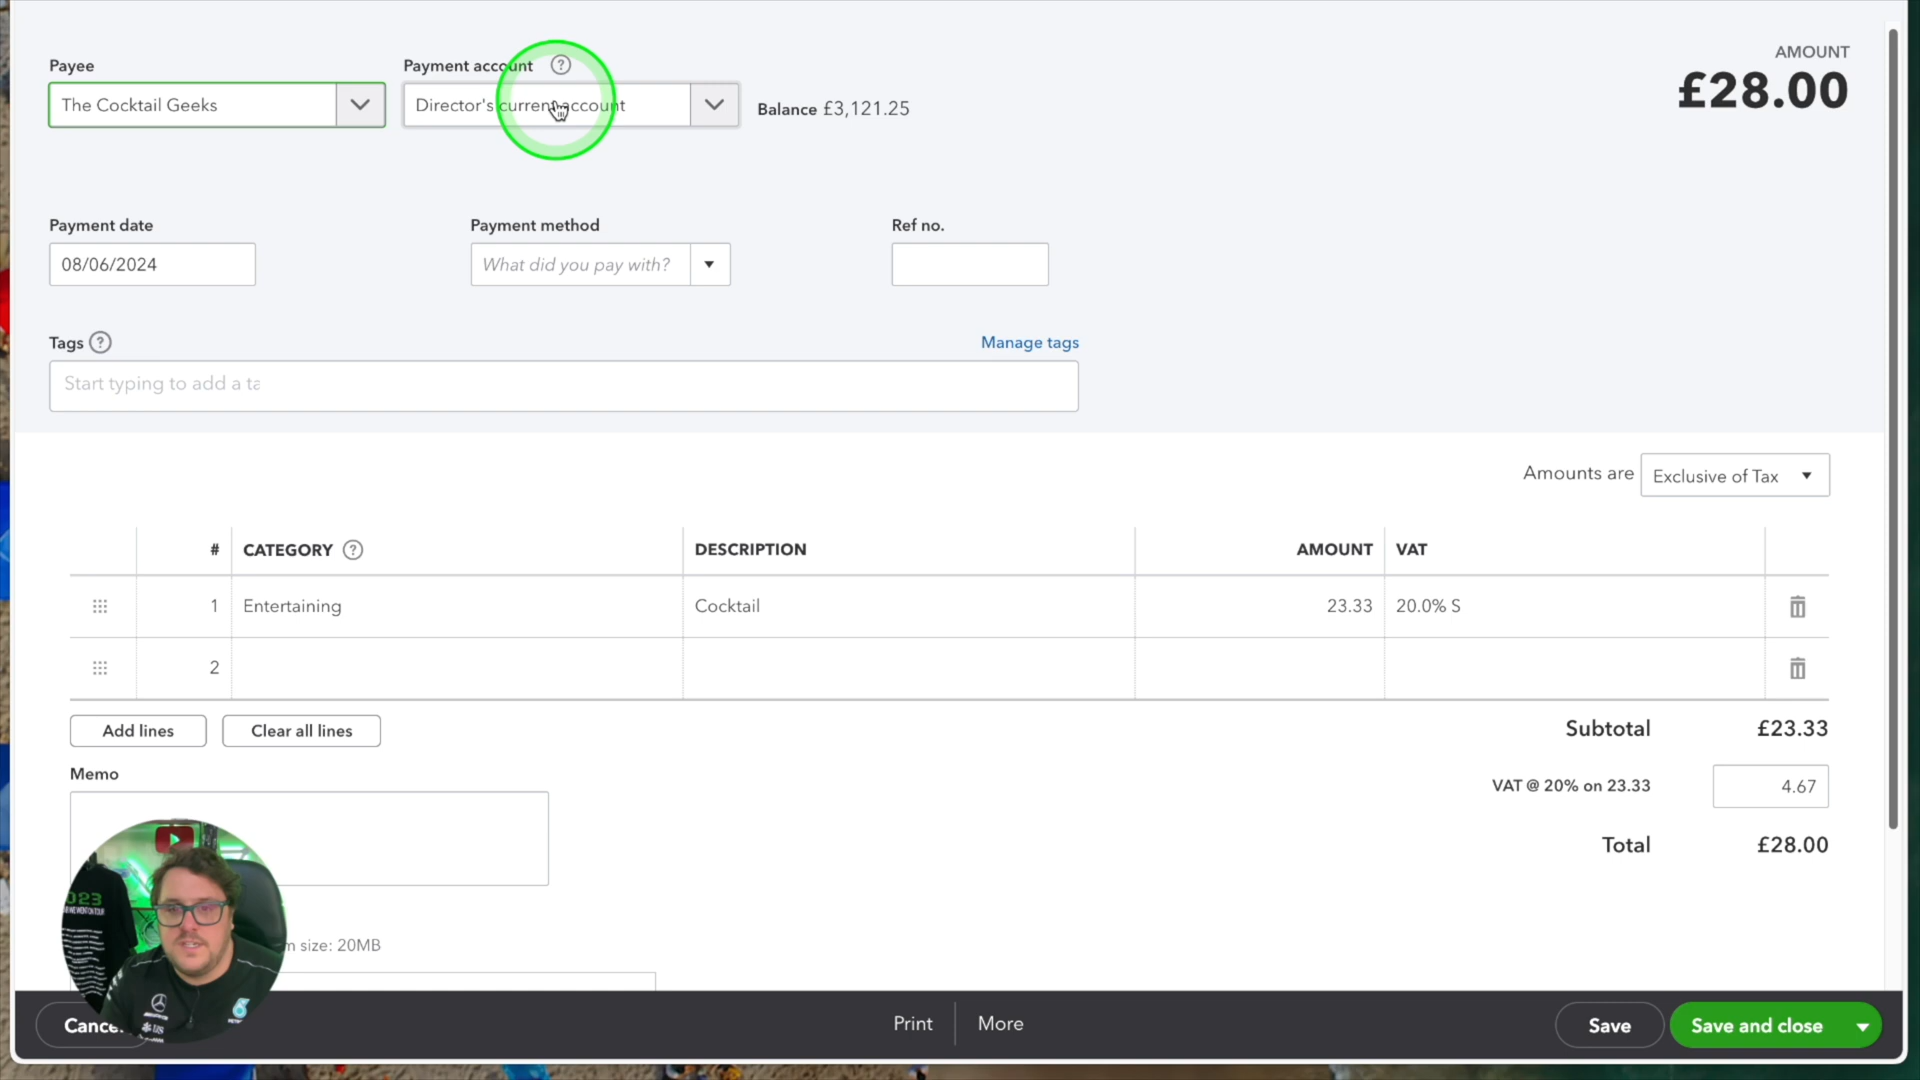 Payee
Payment account ?
AMOUNT
£28.00
The Cocktail Geeks
Director's current account
Balance £3,121.25
Payment date
Payment method
Ref no.
08/06/2024
What did you pay with?
Tags ?
Manage tags
Start typing to add a ta
Amounts are Exclusive of Tax
# CATEGORY ? DESCRIPTION AMOUNT VAT
1 Entertaining Cocktail 23.33 20.0% S
2
Add lines
Clear all lines
Subtotal £23.33
Memo
VAT @ 20% on 23.33 4.67
Total £28.00
size: 20MB
Print
More
Save
Save and close